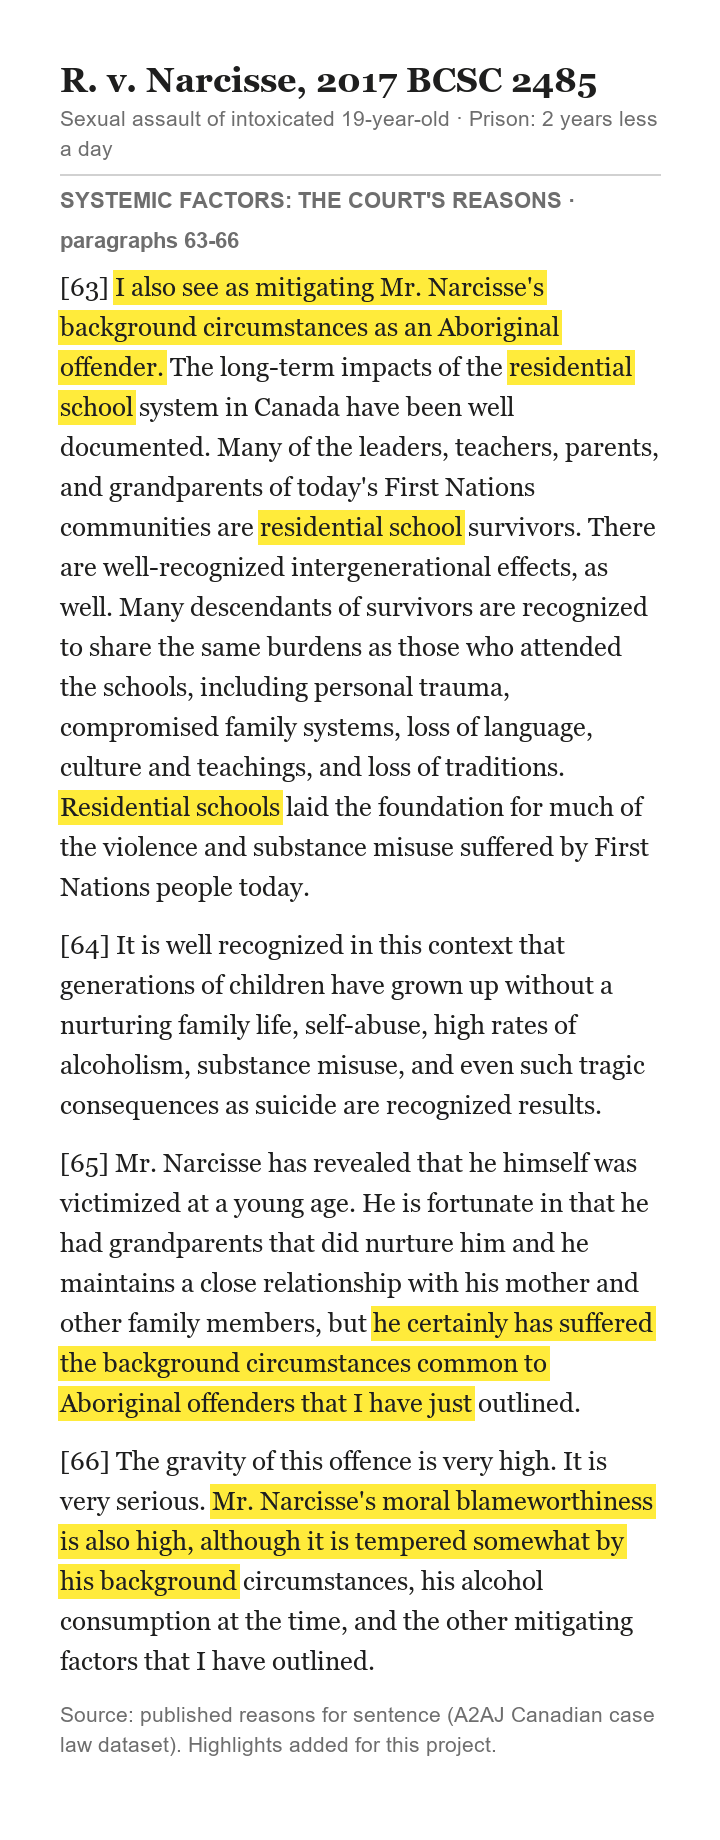 R. v. Narcisse, 2017 BCSC 2485
Sexual assault of intoxicated 19-year-old · Prison: 2 years less
a day
SYSTEMIC FACTORS: THE COURT'S REASONS ·
paragraphs 63-66
[63] I also see as mitigating Mr. Narcisse's
background circumstances as an Aboriginal
offender. The long-term impacts of the residential
school system in Canada have been well
documented. Many of the leaders, teachers, parents,
and grandparents of today's First Nations
communities are residential school survivors. There
are well-recognized intergenerational effects, as
well. Many descendants of survivors are recognized
to share the same burdens as those who attended
the schools, including personal trauma,
compromised family systems, loss of language,
culture and teachings, and loss of traditions.
Residential schools laid the foundation for much of
the violence and substance misuse suffered by First
Nations people today.
[64] It is well recognized in this context that
generations of children have grown up without a
nurturing family life, self-abuse, high rates of
alcoholism, substance misuse, and even such tragic
consequences as suicide are recognized results.
[65] Mr. Narcisse has revealed that he himself was
victimized at a young age. He is fortunate in that he
had grandparents that did nurture him and he
maintains a close relationship with his mother and
other family members, but he certainly has suffered
the background circumstances common to
Aboriginal offenders that I have just outlined.
[66] The gravity of this offence is very high. It is
very serious. Mr. Narcisse's moral blameworthiness
is also high, although it is tempered somewhat by
his background circumstances, his alcohol
consumption at the time, and the other mitigating
factors that I have outlined.
Source: published reasons for sentence (A2AJ Canadian case
law dataset). Highlights added for this project.